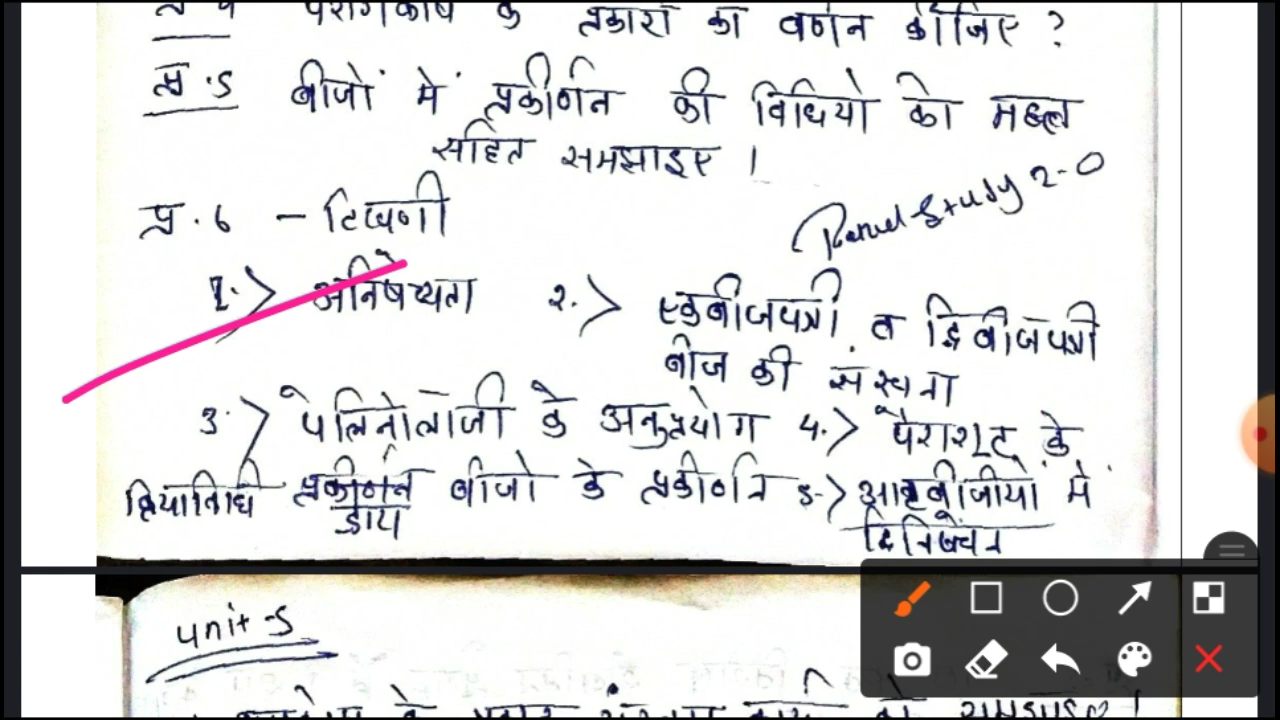 प्र 4 परागकोष के प्रकारों का वर्णन कीजिए ?
प्र.5 बीजों में प्रकीर्णन की विधियो को महत्व
सहित समझाइए ।
प्र.6 – टिप्पणी
Study 2-0
1.> अनिषेच्यता 2.> एकबीजपत्री व द्विबीजपत्री
बीज की संरचना
3.> पेलिनोलॉजी के अनुप्रयोग 4.> पैराशूट के
क्रियाविधि प्रकीर्णन बीजो के प्रकीर्णन 5.> आवृतबीजीयों में
द्वारा द्विनिषेचन
unit-5